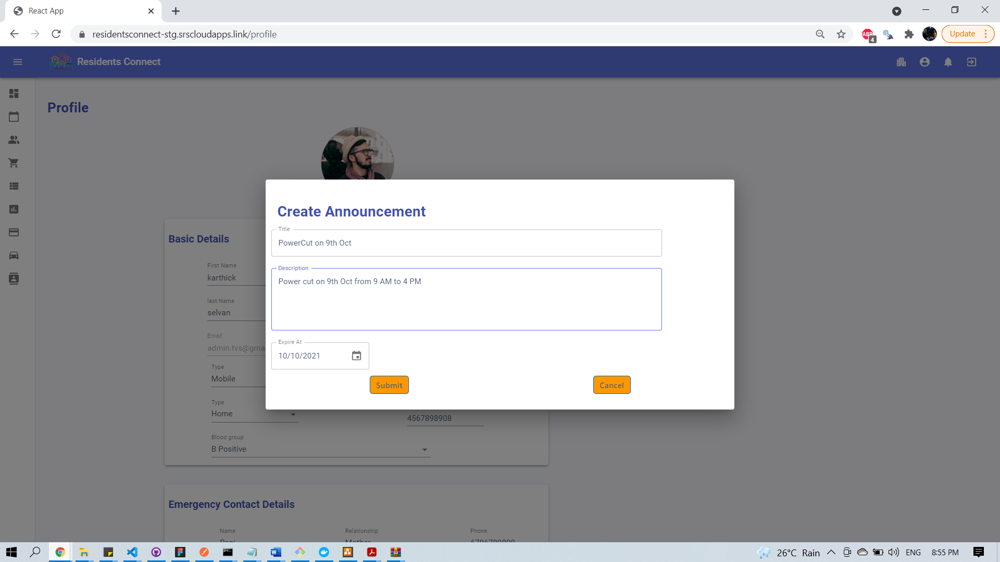 React App
residentsconnect-stg.srscloudapps.link/profile
ABP
4
Update
Residents Connect
Profile
Create Announcement
Title
PowerCut on 9th Oct
Description
Power cut on 9th Oct from 9 AM to 4 PM
Expire At
10/10/2021
Submit
Cancel
Basic Details
First Name
karthick
last Name
selvan
Email
admin.tvs@gma
Type
Mobile
Type
Home
4567898908
Blood group
B Positive
Emergency Contact Details
Name
Relationship
Phone
26°C Rain
ENG
8:55 PM